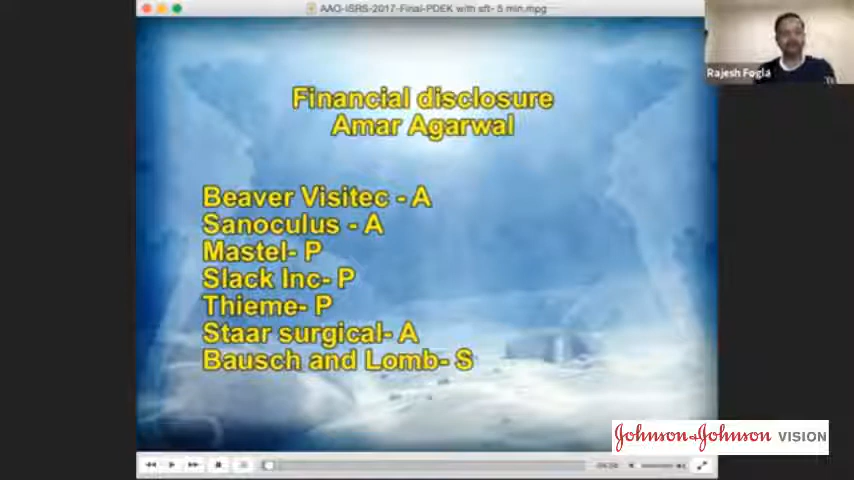 AAO-ISRS-2017-Final-PDEK with sft- 5 min.mpg
Rajesh Fogla
Financial disclosure
Amar Agarwal
Beaver Visitec - A
Sanoculus - A
Mastel- P
Slack Inc- P
Thieme- P
Staar surgical- A
Bausch and Lomb- S
Johnson+Johnson VISION